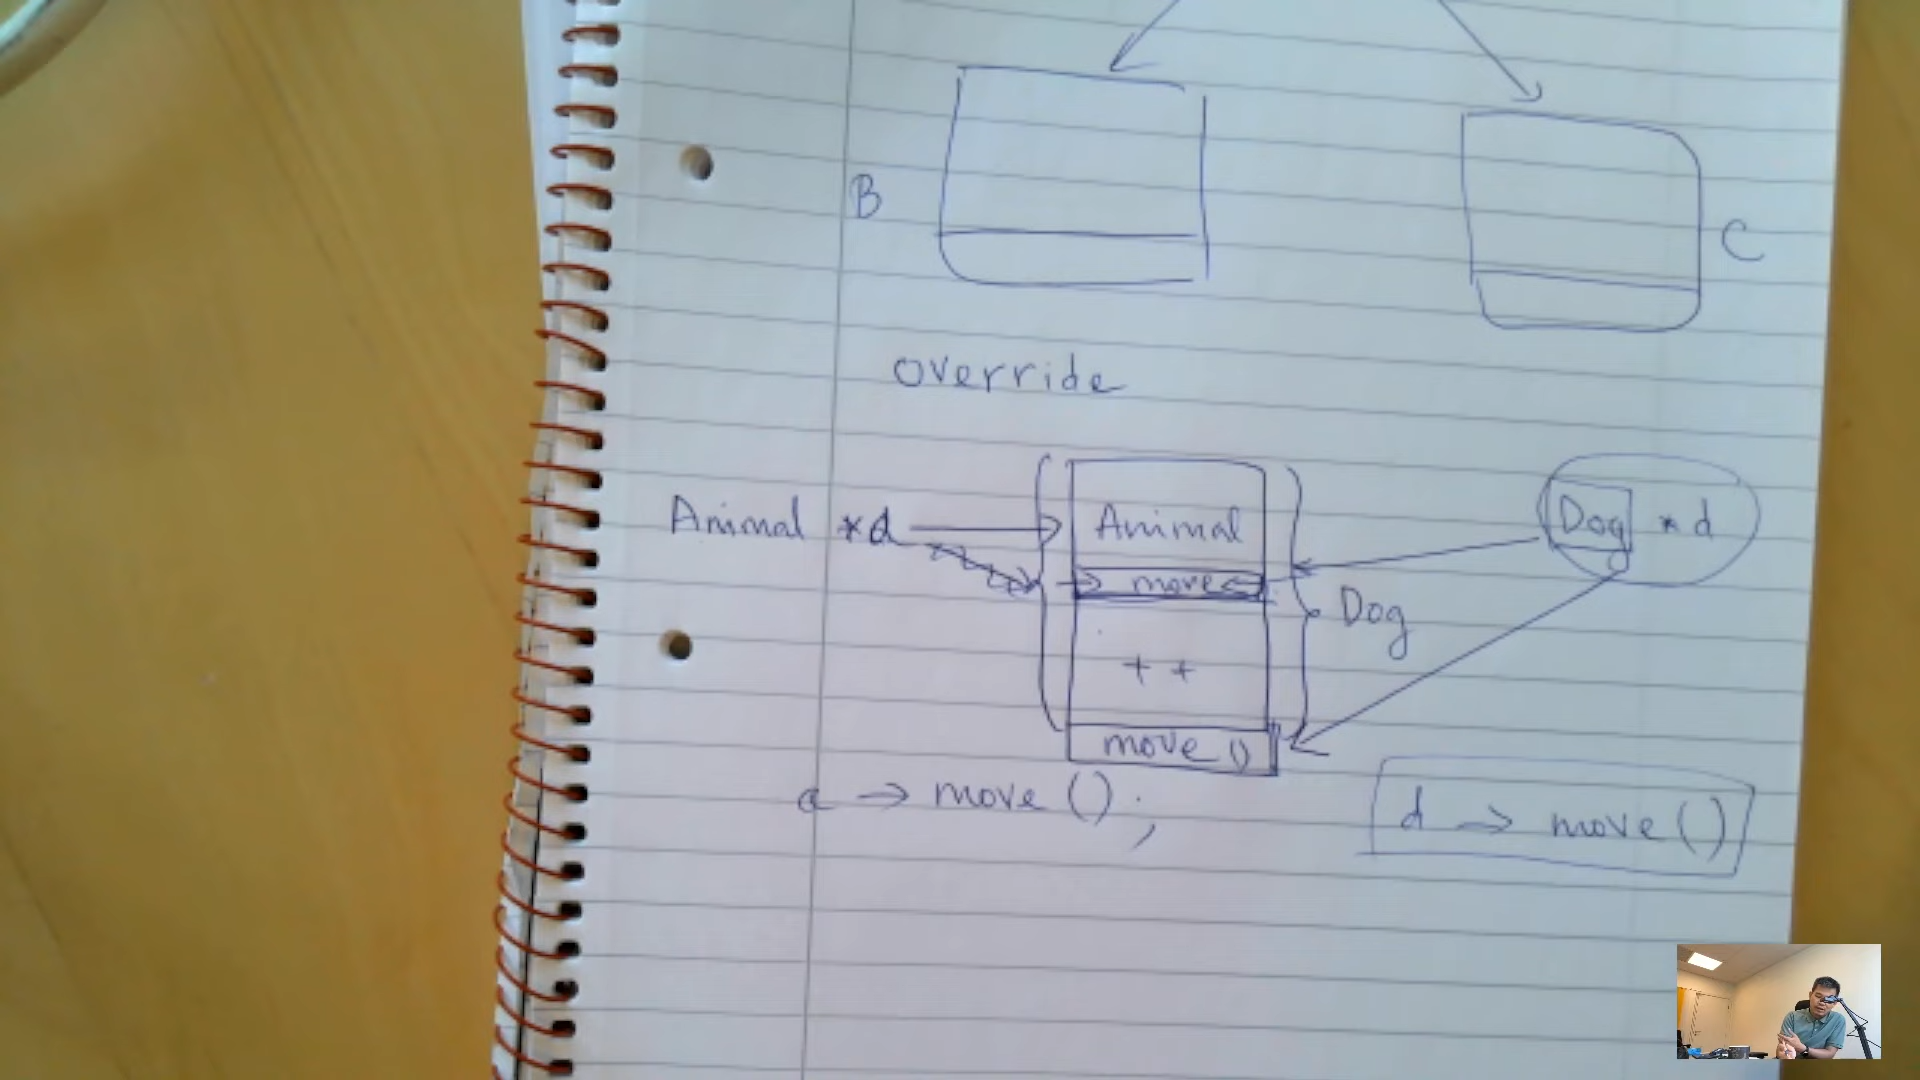 B
C
override
Animal *d
Animal
Dog * d
move
Dog
+ +
move ()
a → move () ;
d → move ()